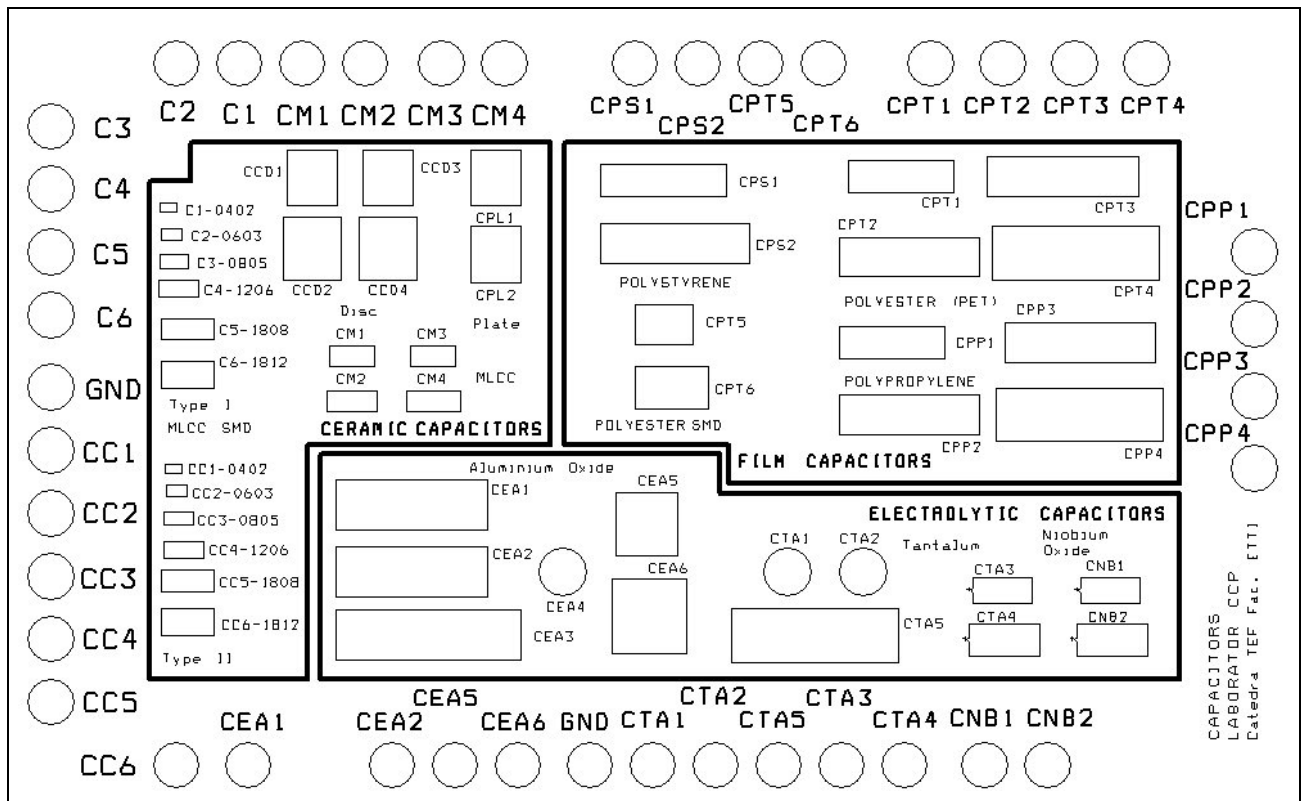 C2 C1 CM1 CM2 CM3 CM4
CPS1 CPS2 CPT5 CPT6 CPT1 CPT2 CPT3 CPT4
C3
C4
C5
C6
GND
CC1
CC2
CC3
CC4
CC5
CC6
CCD1
CCD3
CPL1
CCD2
CCD4
CPL2
Disc
Plate
C1-0402
C2-0603
C3-0805
C4-1206
C5-1808
C6-1812
Type I
MLCC SMD
CM1
CM3
CM2
CM4
MLCC
CERAMIC CAPACITORS
CC1-0402
CC2-0603
CC3-0805
CC4-1206
CC5-1808
CC6-1812
Type II
CPS1
CPS2
POLYSTYRENE
CPT5
CPT6
POLYESTER SMD
CPT1
CPT3
CPT2
CPT4
POLYESTER (PET)
CPP3
CPP1
POLYPROPYLENE
CPP2
CPP4
FILM CAPACITORS
CPP1
CPP2
CPP3
CPP4
Aluminium Oxide
CEA1
CEA5
CEA2
CEA4
CEA6
CEA3
ELECTROLYTIC CAPACITORS
CTA1
CTA2
Tantalum
Niobium
Oxide
CTA3
CNB1
CTA4
CNB2
CTA5
CEA1 CEA2 CEA5 CEA6 GND CTA1 CTA2 CTA5 CTA3 CTA4 CNB1 CNB2
CAPACITORS
LABORATOR CCP
Catedra TEF Fac. ETTI